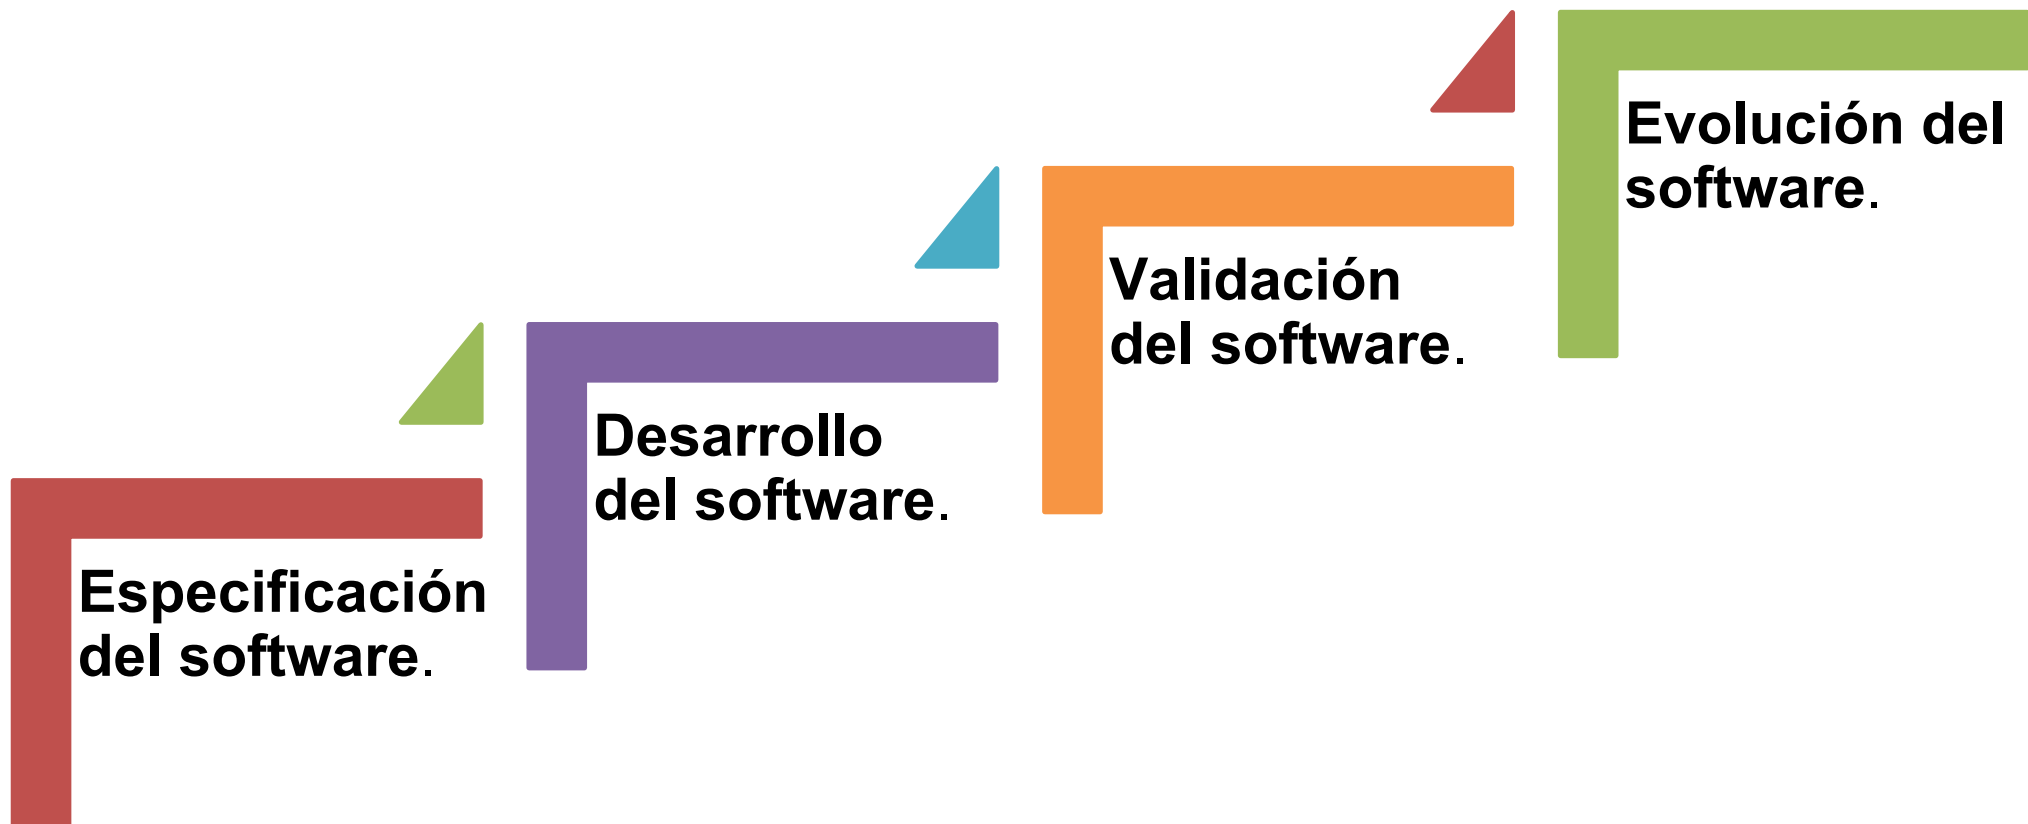 Especificación
del software.
Desarrollo
del software.
Validación
del software.
Evolución del
software.